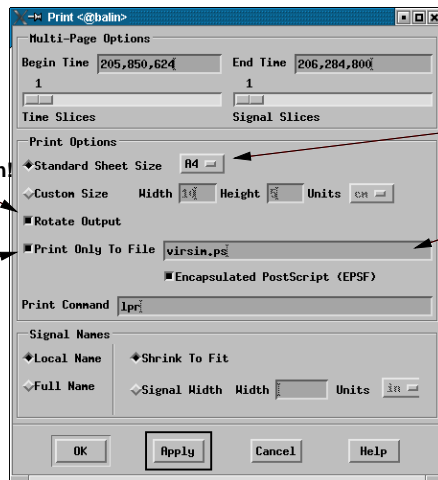 Print <@balin>
Multi-Page Options
Begin Time 205,850,624 End Time 206,284,800
1 1
Time Slices Signal Slices
Print Options
Standard Sheet Size A4
Custom Size Width 10 Height Units cm
Rotate Output
Print Only To File virsim.ps
Encapsulated PostScript (EPSF)
Print Command lpr
Signal Names
Local Name Shrink To Fit
Full Name Signal Width Width Units in
OK Apply Cancel Help